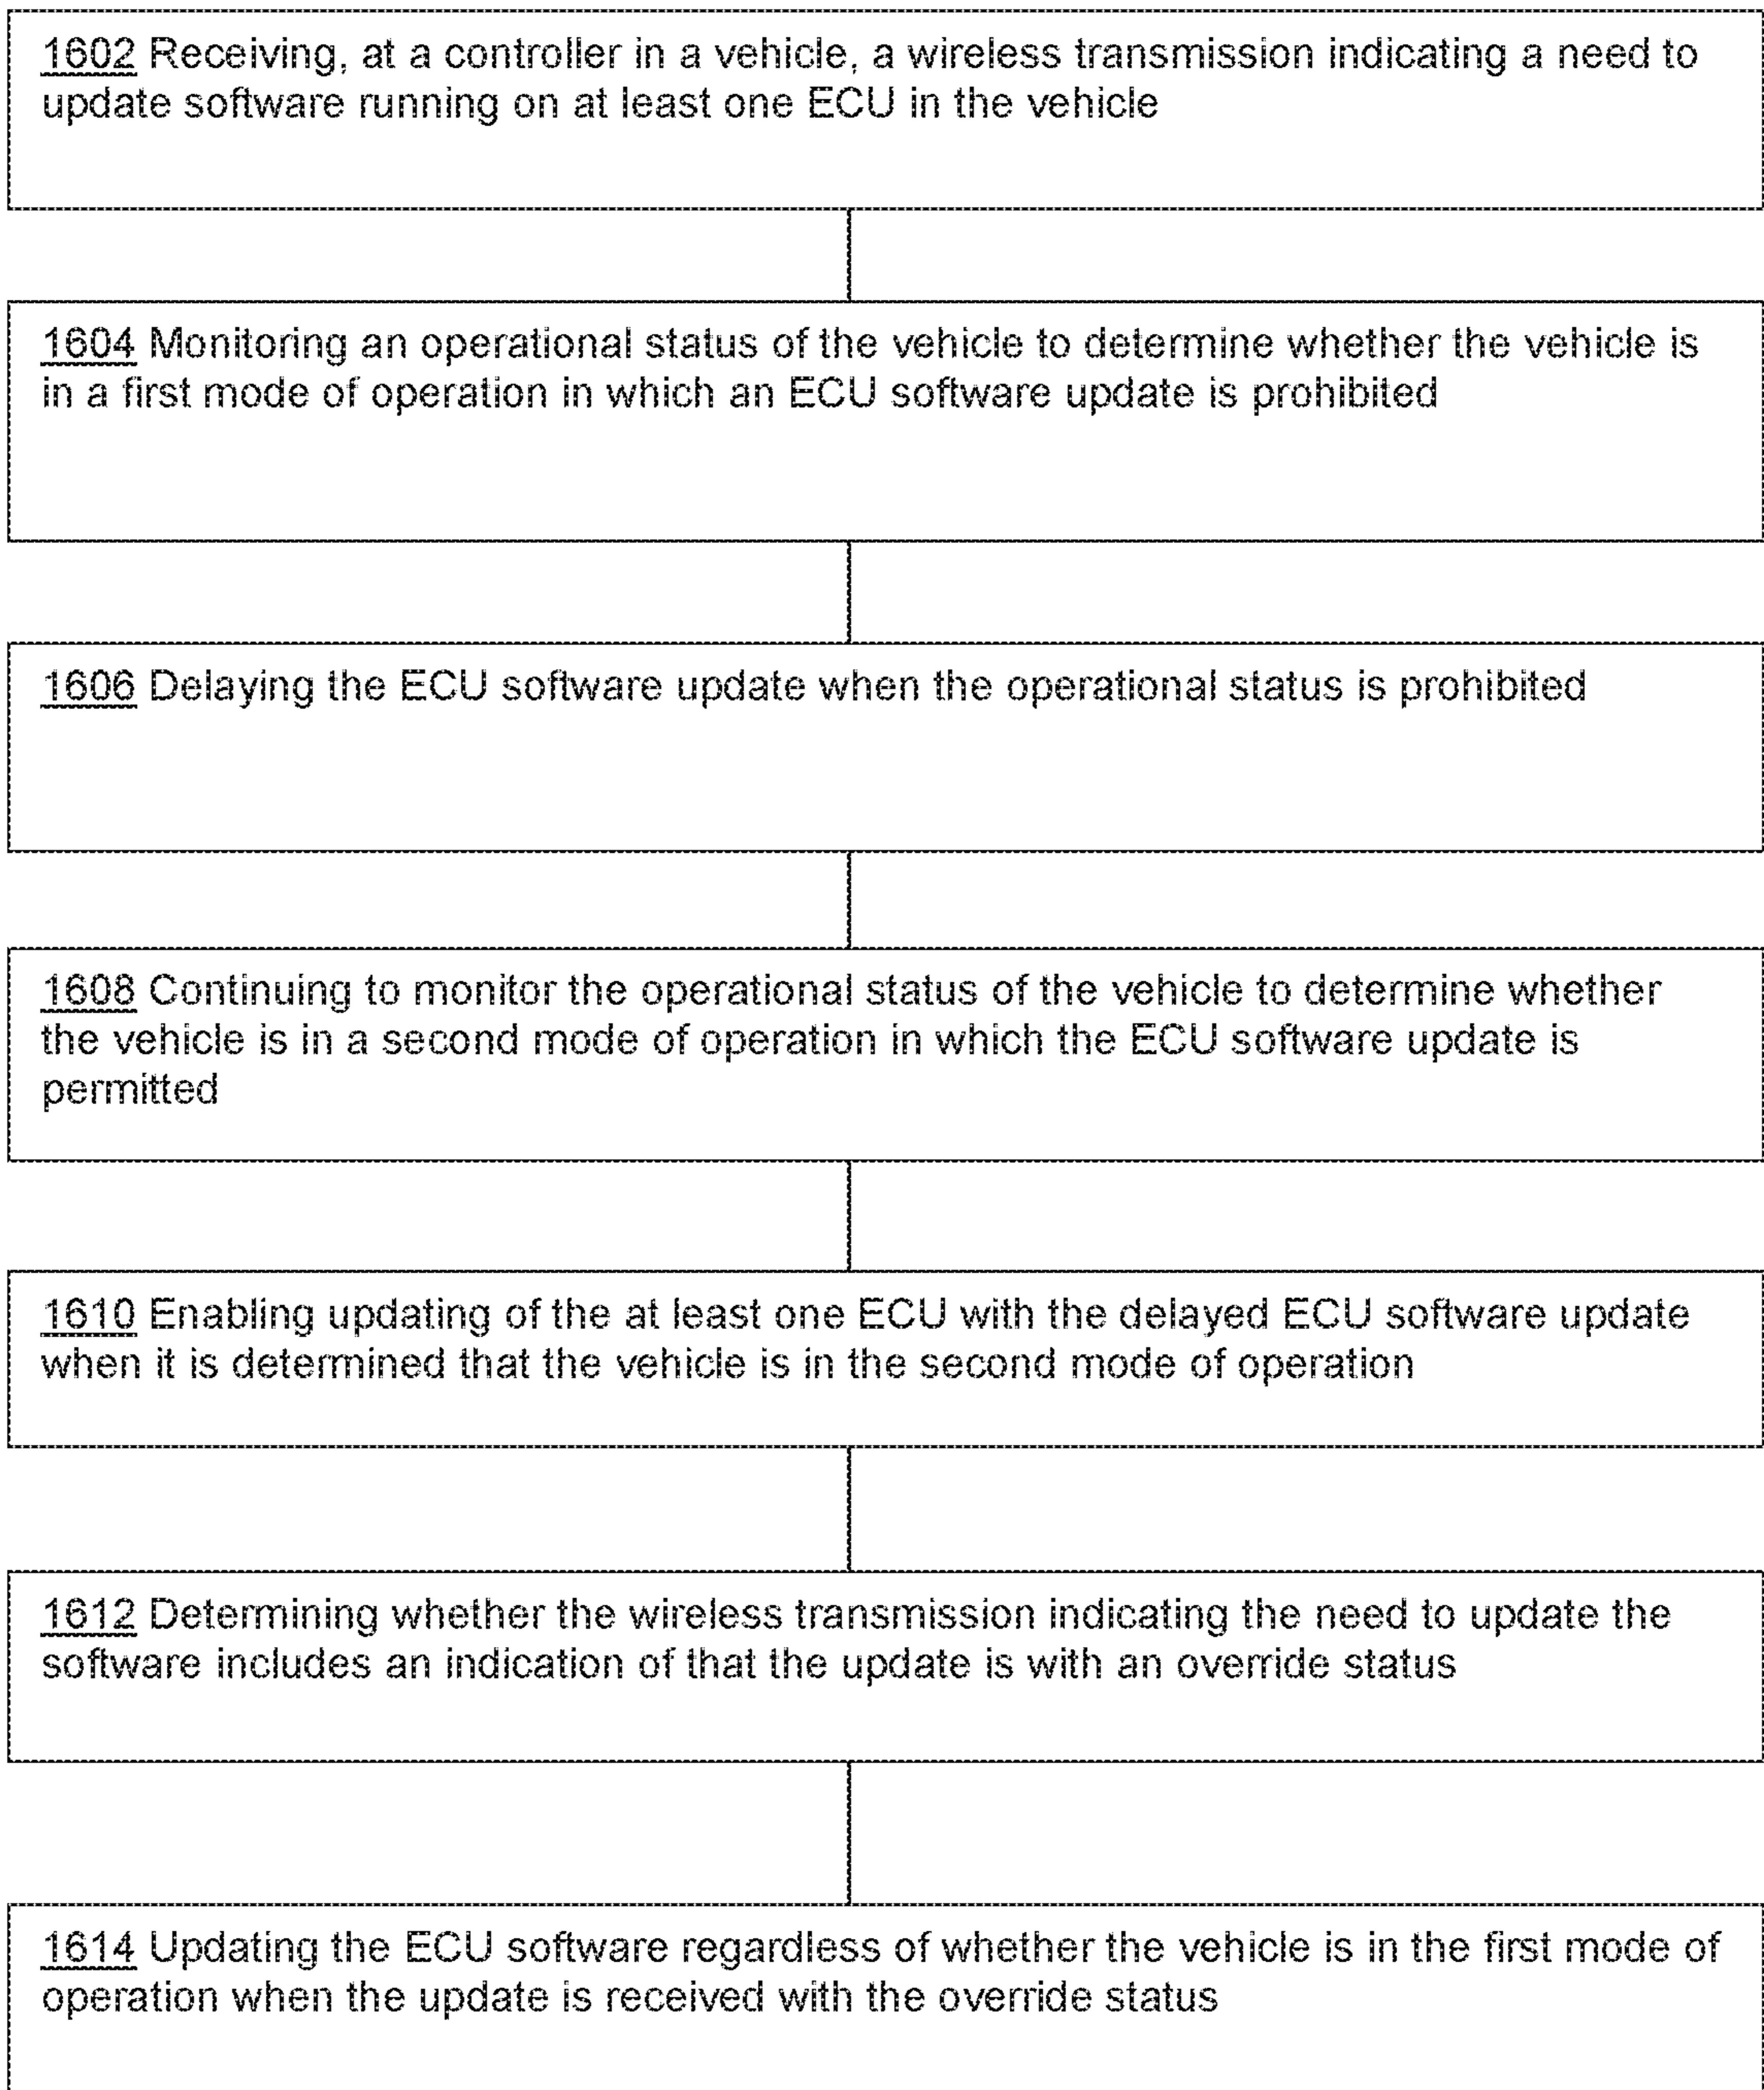 1602 Receiving, at a controller in a vehicle, a wireless transmission indicating a need to
update software running on at least one ECU in the vehicle
1604 Monitoring an operational status of the vehicle to determine whether the vehicle is
in a first mode of operation in which an ECU software update is prohibited
1606 Delaying the ECU software update when the operational status is prohibited
1608 Continuing to monitor the operational status of the vehicle to determine whether
the vehicle is in a second mode of operation in which the ECU software update is
permitted
1610 Enabling updating of the at least one ECU with the delayed ECU software update
when it is determined that the vehicle is in the second mode of operation
1612 Determining whether the wireless transmission indicating the need to update the
software includes an indication of that the update is with an override status
1614 Updating the ECU software regardless of whether the vehicle is in the first mode of
operation when the update is received with the override status